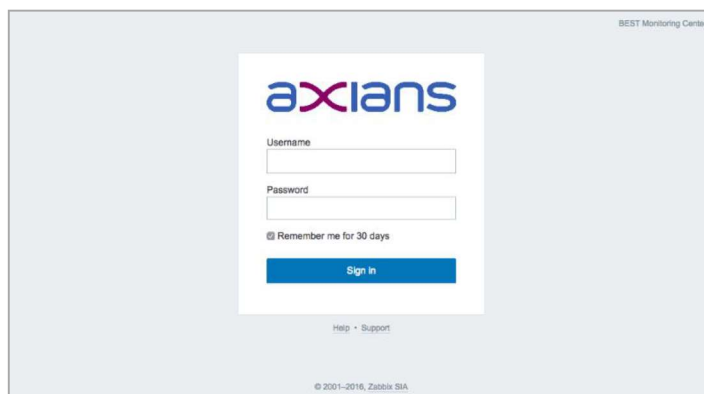 BEST Monitoring Cente
axians
Username
Password
Remember me for 30 days
Sign in
Help • Support
© 2001–2016, Zabbix SIA